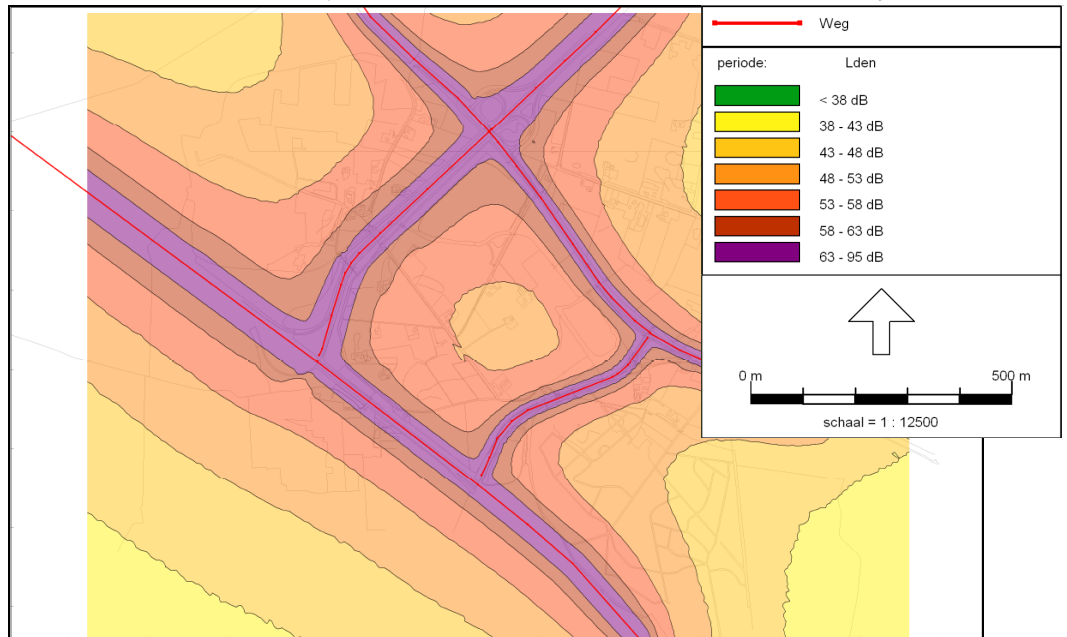 Weg
periode: Lden
< 38 dB
38 - 43 dB
43 - 48 dB
48 - 53 dB
53 - 58 dB
58 - 63 dB
63 - 95 dB
0 m 500 m
schaal = 1 : 12500